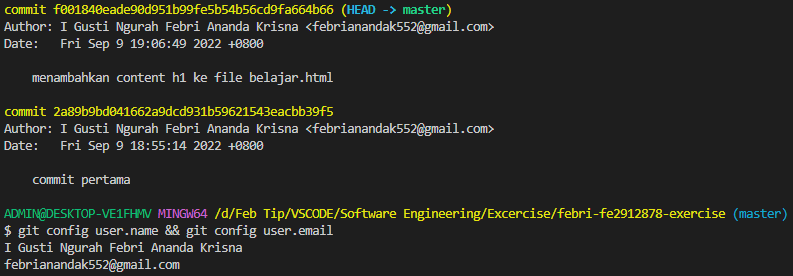 commit f001840eade90d951b99fe5b54b56cd9fa664b66 (HEAD -> master)
Author: I Gusti Ngurah Febri Ananda Krisna <febrianandak552@gmail.com>
Date:   Fri Sep 9 19:06:49 2022 +0800
menambahkan content h1 ke file belajar.html
commit 2a89b9bd041662a9dcd931b59621543eacbb39f5
Author: I Gusti Ngurah Febri Ananda Krisna <febrianandak552@gmail.com>
Date:   Fri Sep 9 18:55:14 2022 +0800
commit pertama
ADMIN@DESKTOP-VE1FHMV MINGW64 /d/Feb Tip/VSCODE/Software Engineering/Excercise/febri-fe2912878-exercise (master)
$ git config user.name && git config user.email
I Gusti Ngurah Febri Ananda Krisna
febrianandak552@gmail.com